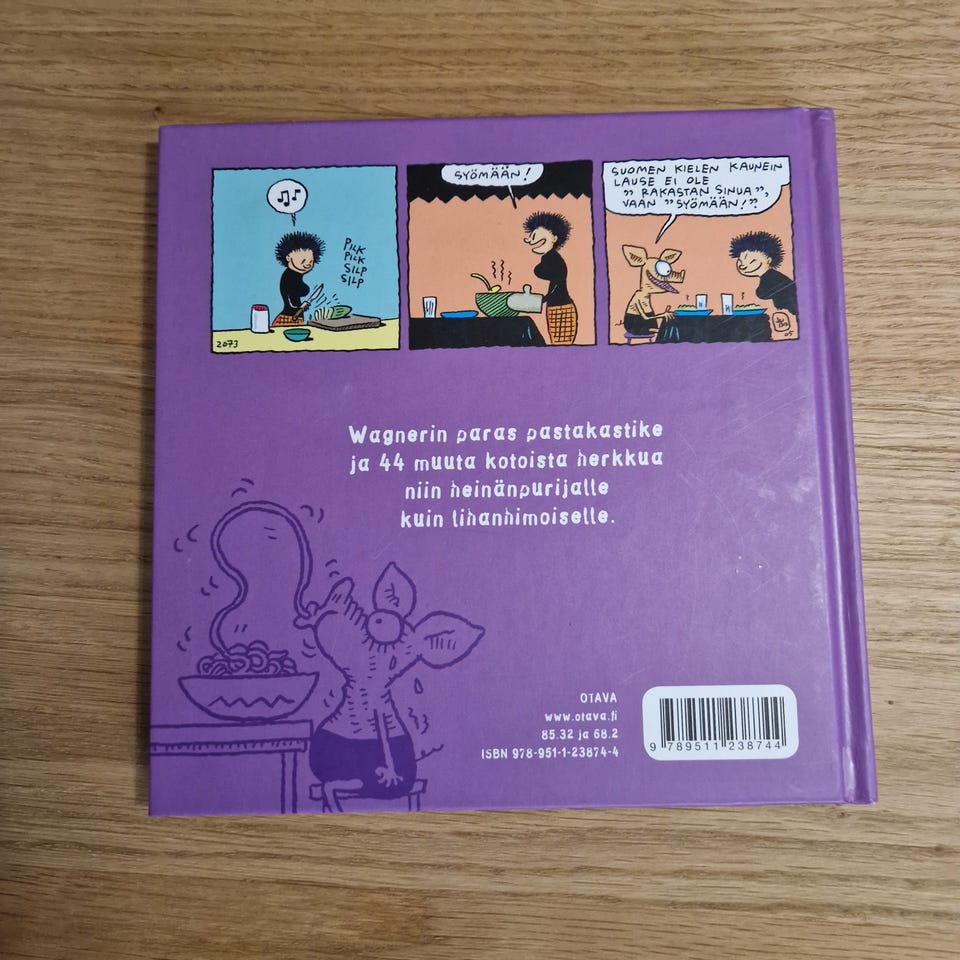 PILK
PILK
SILP
SILP
2073
SYÖMÄÄN!
SUOMEN KIELEN KAUNEIN
LAUSE EI OLE
”RAKASTAN SINUA”,
VAAN ”SYÖMÄÄN!”
05
Wagnerin paras pastakastike
ja 44 muuta kotoista herkkua
niin heinänpurijalle
kuin lihanhimoiselle.
OTAVA
www.otava.fi
85.32 ja 68.2
ISBN 978-951-1-23874-4
9 789511 238744